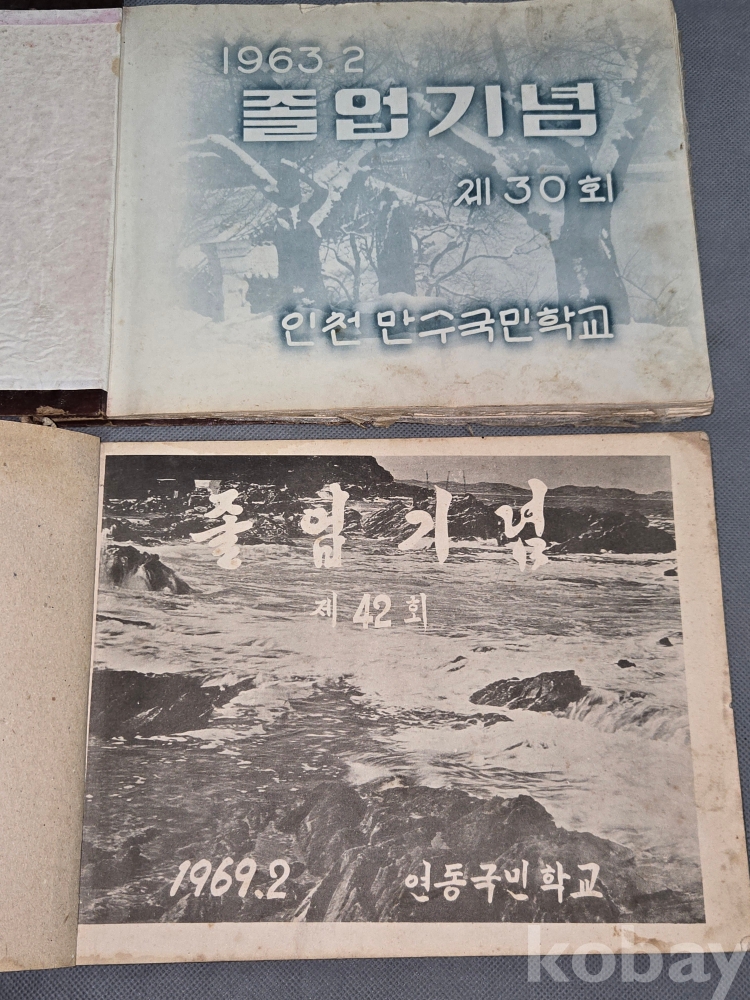 1963.2
졸업기념
제30회
인천 만수국민학교
졸업기념
제 42 회
1969.2
연동국민학교
kobay